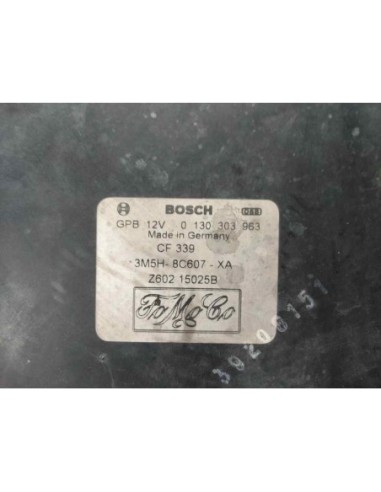 BOSCH
GPB 12V 0 130 303 963
Made in Germany
CF 339
3M5H-8C607-XA
Z602 15025B
FoMoCo